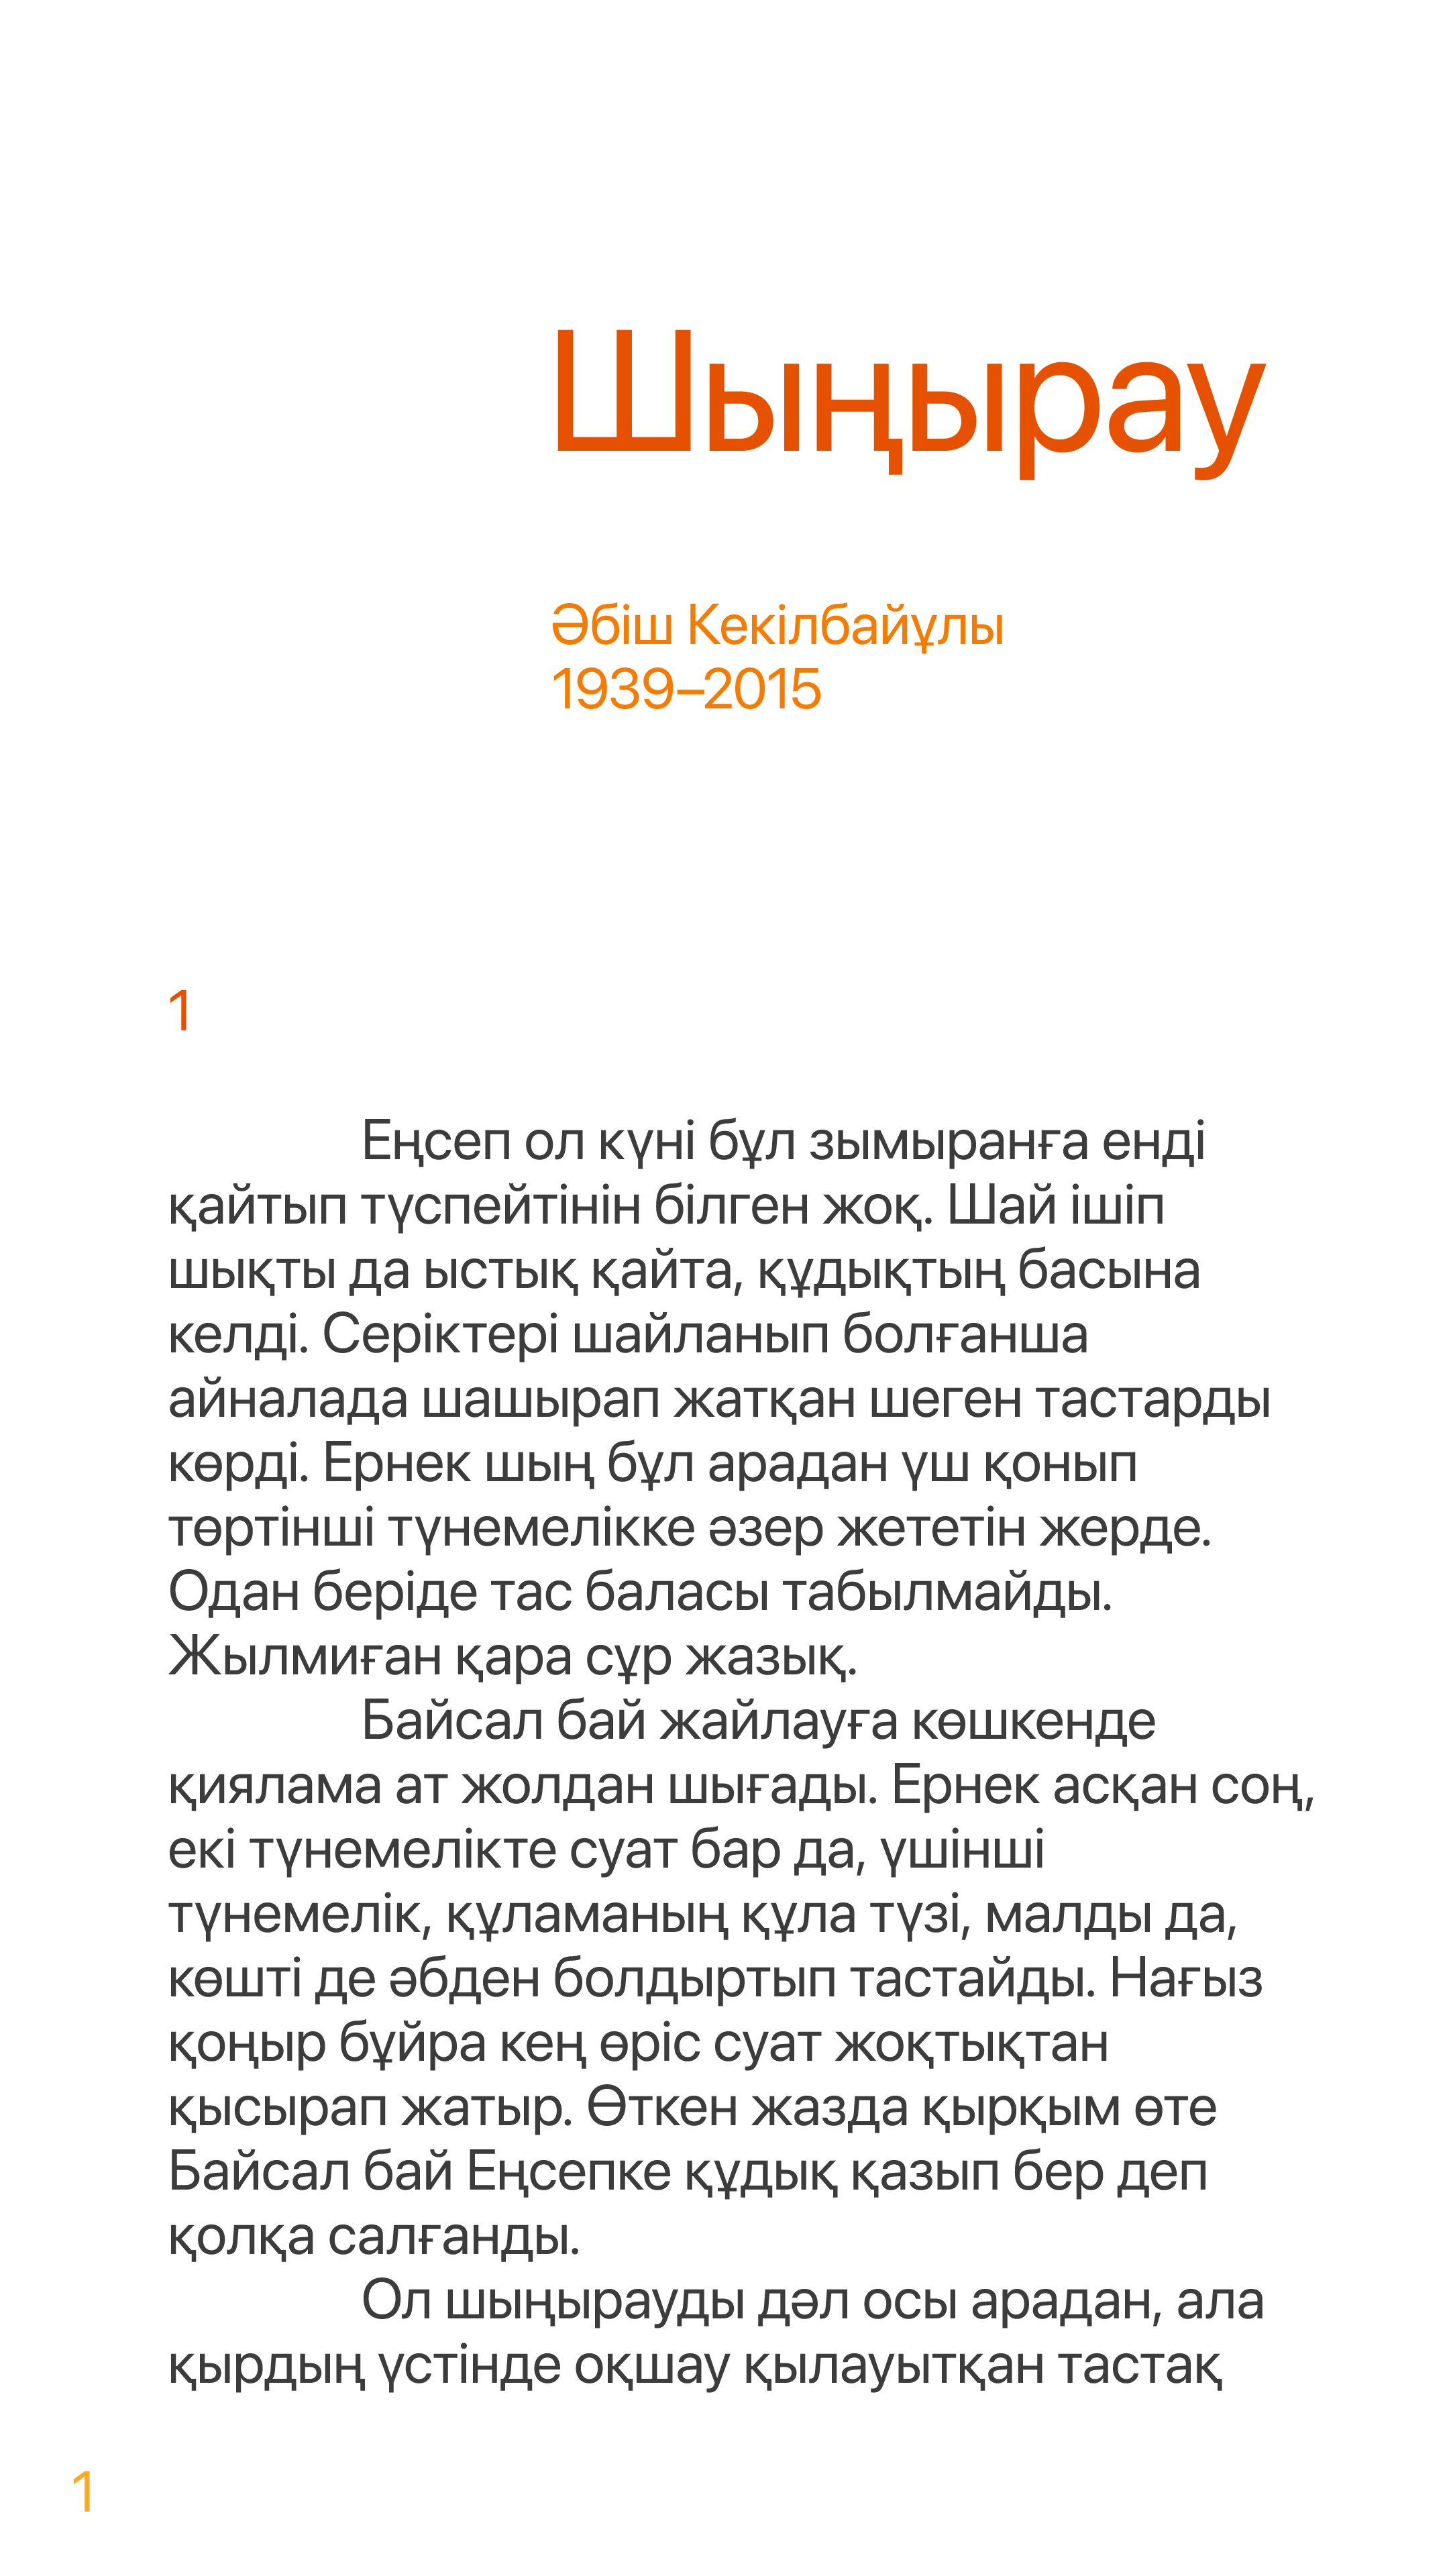 Шыңырау
Әбіш Кекілбайұлы
1939–2015
1
Еңсеп ол күні бұл зымыранға енді
қайтып түспейтінін білген жоқ. Шай ішіп
шықты да ыстық қайта, құдықтың басына
келді. Серіктері шайланып болғанша
айналада шашырап жатқан шеген тастарды
көрді. Ернек шың бұл арадан үш қонып
төртінші түнемелікке әзер жететін жерде.
Одан беріде тас баласы табылмайды.
Жылмиған қара сұр жазық.
Байсал бай жайлауға көшкенде
қиялама ат жолдан шығады. Ернек асқан соң,
екі түнемелікте суат бар да, үшінші
түнемелік, құламаның құла түзі, малды да,
көшті де әбден болдыртып тастайды. Нағыз
қоңыр бұйра кең өріс суат жоқтықтан
қысырап жатыр. Өткен жазда қырқым өте
Байсал бай Еңсепке құдық қазып бер деп
қолқа салғанды.
Ол шыңырауды дәл осы арадан, ала
қырдың үстінде оқшау қылауытқан тастақ
1